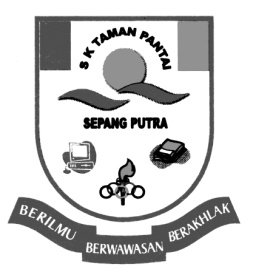 S K TAMAN PANTAI
SEPANG PUTRA
BERILMU BERWAWASAN BERAKHLAK